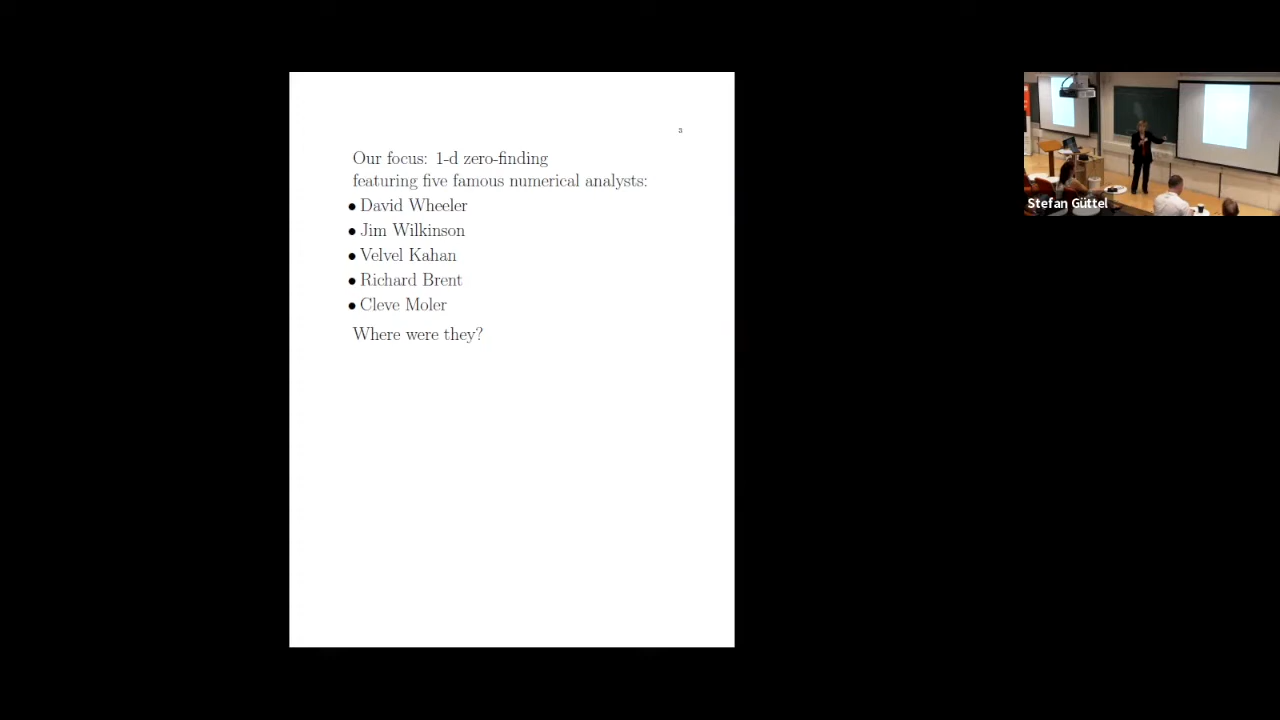 3
Our focus: 1-d zero-finding
featuring five famous numerical analysts:
• David Wheeler
• Jim Wilkinson
• Velvel Kahan
• Richard Brent
• Cleve Moler
Where were they?
Stefan Güttel